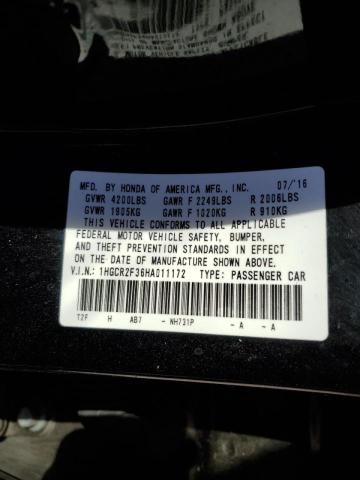 MFD. BY HONDA OF AMERICA MFG., INC. 07/'16
GVWR 4200LBS GAWR F 2249LBS R 2006LBS
GVWR 1905KG GAWR F 1020KG R 910KG
THIS VEHICLE CONFORMS TO ALL APPLICABLE
FEDERAL MOTOR VEHICLE SAFETY, BUMPER,
AND THEFT PREVENTION STANDARDS IN EFFECT
ON THE DATE OF MANUFACTURE SHOWN ABOVE.
V.I.N.: 1HGCR2F36HA011172 TYPE: PASSENGER CAR
T2F H AB7 - NH731P - A - A